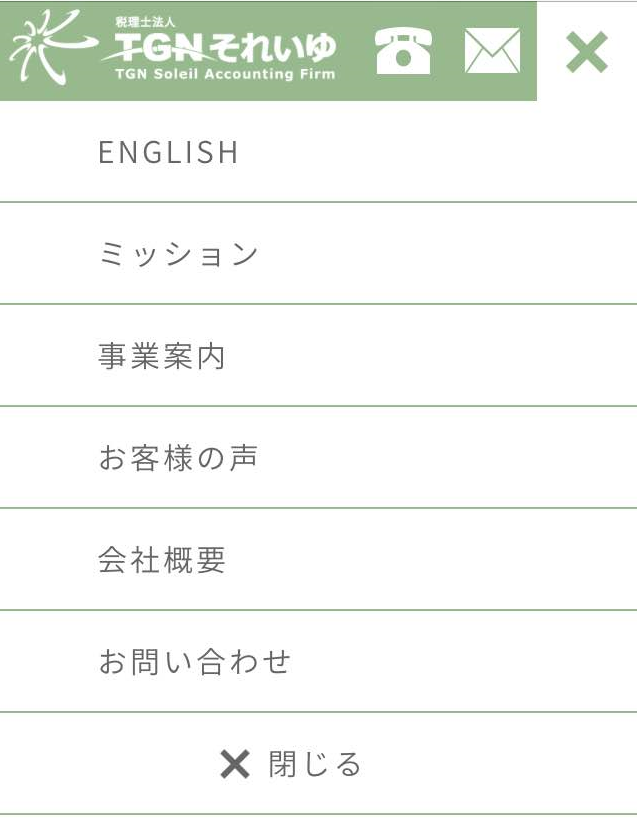 税理士法人
TGNそれいゆ
TGN Soleil Accounting Firm
ENGLISH
ミッション
事業案内
お客様の声
会社概要
お問い合わせ
閉じる